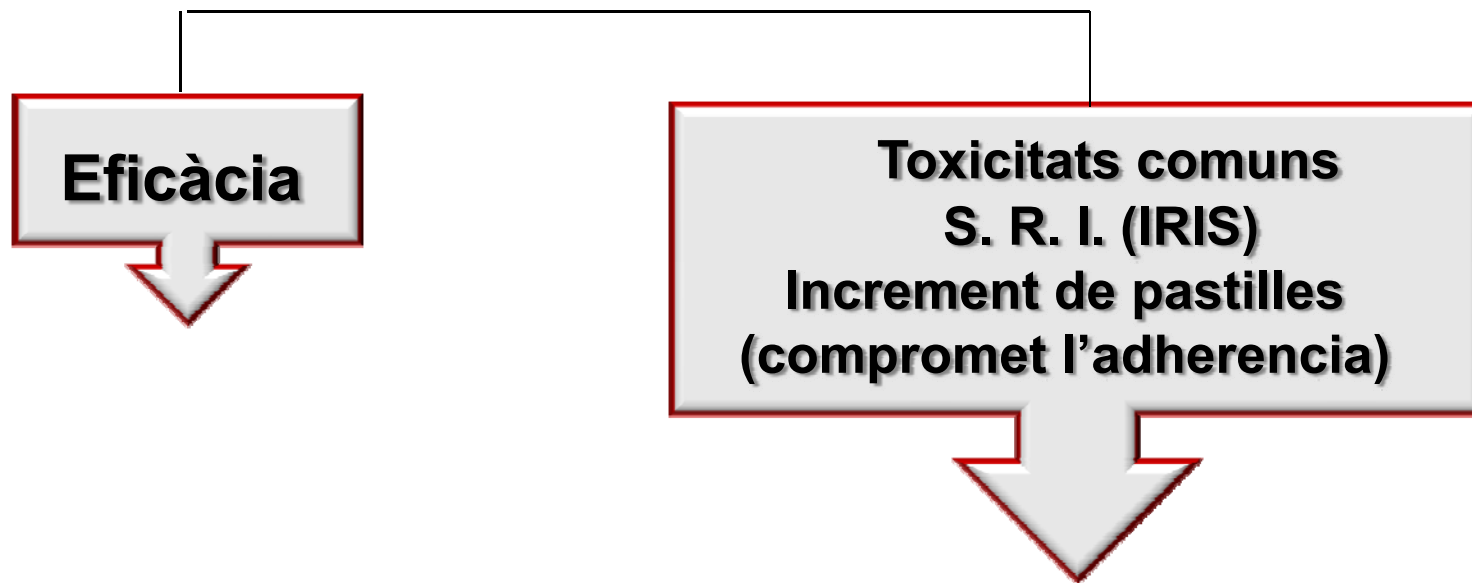 Eficàcia
Toxicitats comuns
S. R. I. (IRIS)
Increment de pastilles
(compromet l’adherencia)